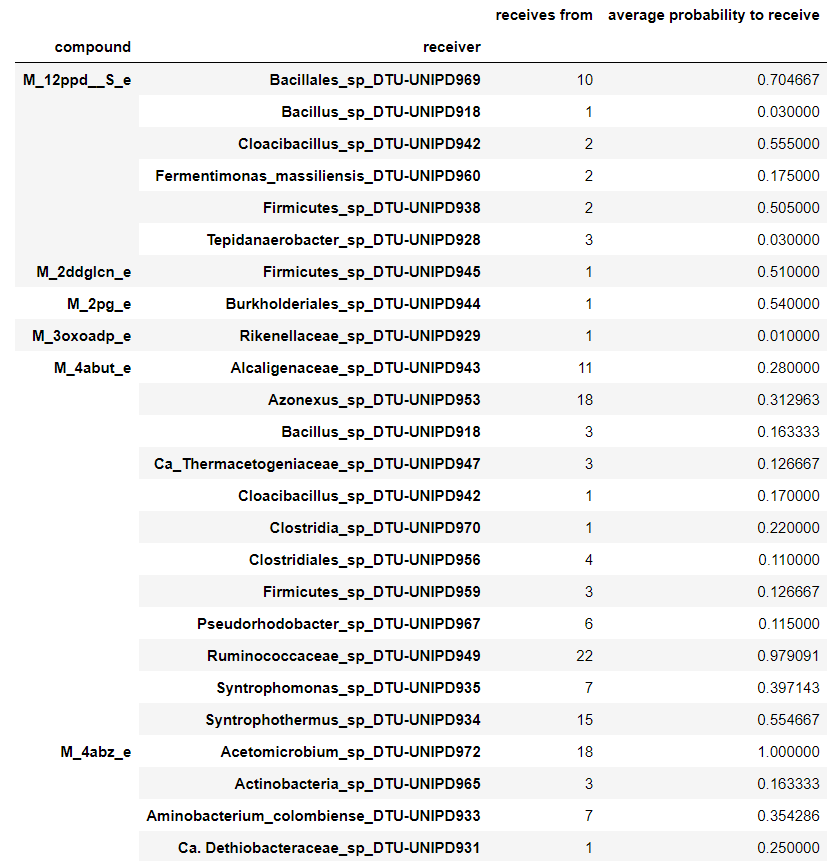 receives from average probability to receive
compound receiver
M_12ppd__S_e Bacillales_sp_DTU-UNIPD969 10 0.704667
Bacillus_sp_DTU-UNIPD918 1 0.030000
Cloacibacillus_sp_DTU-UNIPD942 2 0.555000
Fermentimonas_massiliensis_DTU-UNIPD960 2 0.175000
Firmicutes_sp_DTU-UNIPD938 2 0.505000
Tepidanaerobacter_sp_DTU-UNIPD928 3 0.030000
M_2ddglcn_e Firmicutes_sp_DTU-UNIPD945 1 0.510000
M_2pg_e Burkholderiales_sp_DTU-UNIPD944 1 0.540000
M_3oxoadp_e Rikenellaceae_sp_DTU-UNIPD929 1 0.010000
M_4abut_e Alcaligenaceae_sp_DTU-UNIPD943 11 0.280000
Azonexus_sp_DTU-UNIPD953 18 0.312963
Bacillus_sp_DTU-UNIPD918 3 0.163333
Ca_Thermacetogeniaceae_sp_DTU-UNIPD947 3 0.126667
Cloacibacillus_sp_DTU-UNIPD942 1 0.170000
Clostridia_sp_DTU-UNIPD970 1 0.220000
Clostridiales_sp_DTU-UNIPD956 4 0.110000
Firmicutes_sp_DTU-UNIPD959 3 0.126667
Pseudorhodobacter_sp_DTU-UNIPD967 6 0.115000
Ruminococcaceae_sp_DTU-UNIPD949 22 0.979091
Syntrophomonas_sp_DTU-UNIPD935 7 0.397143
Syntrophothermus_sp_DTU-UNIPD934 15 0.554667
M_4abz_e Acetomicrobium_sp_DTU-UNIPD972 18 1.000000
Actinobacteria_sp_DTU-UNIPD965 3 0.163333
Aminobacterium_colombiense_DTU-UNIPD933 7 0.354286
Ca. Dethiobacteraceae_sp_DTU-UNIPD931 1 0.250000